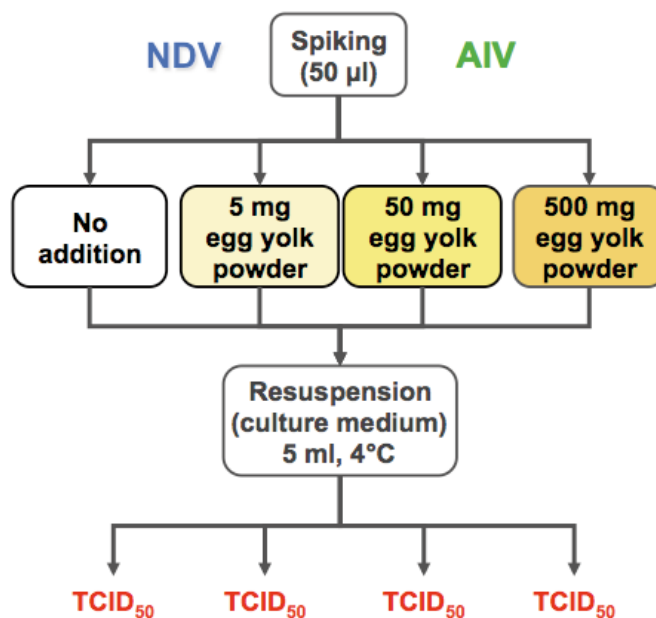 NDV
Spiking
(50 µl)
AIV
No
addition
5 mg
egg yolk
powder
50 mg
egg yolk
powder
500 mg
egg yolk
powder
Resuspension
(culture medium)
5 ml, 4°C
TCID50
TCID50
TCID50
TCID50